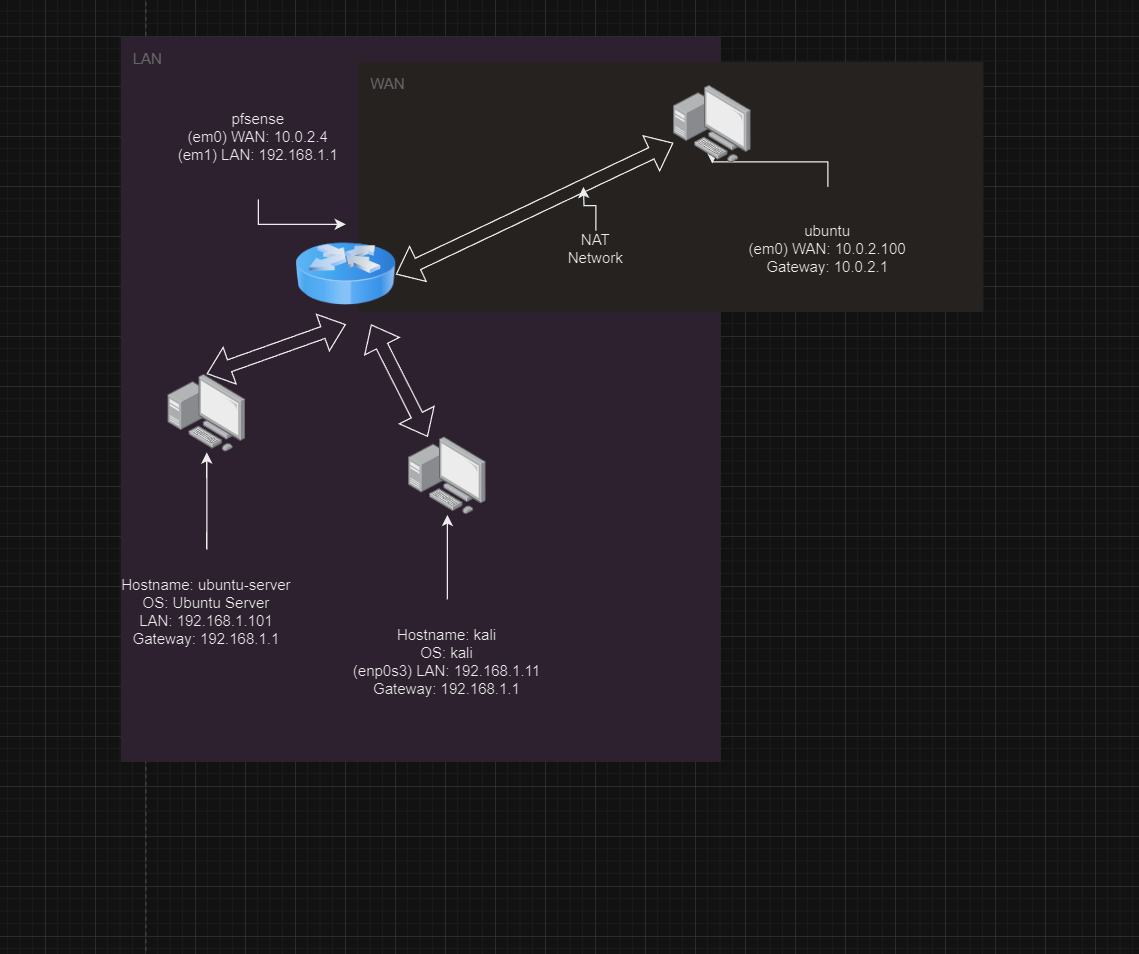 LAN
WAN
pfsense
(em0) WAN: 10.0.2.4
(em1) LAN: 192.168.1.1
NAT
Network
ubuntu
(em0) WAN: 10.0.2.100
Gateway: 10.0.2.1
Hostname: ubuntu-server
OS: Ubuntu Server
LAN: 192.168.1.101
Gateway: 192.168.1.1
Hostname: kali
OS: kali
(enp0s3) LAN: 192.168.1.11
Gateway: 192.168.1.1